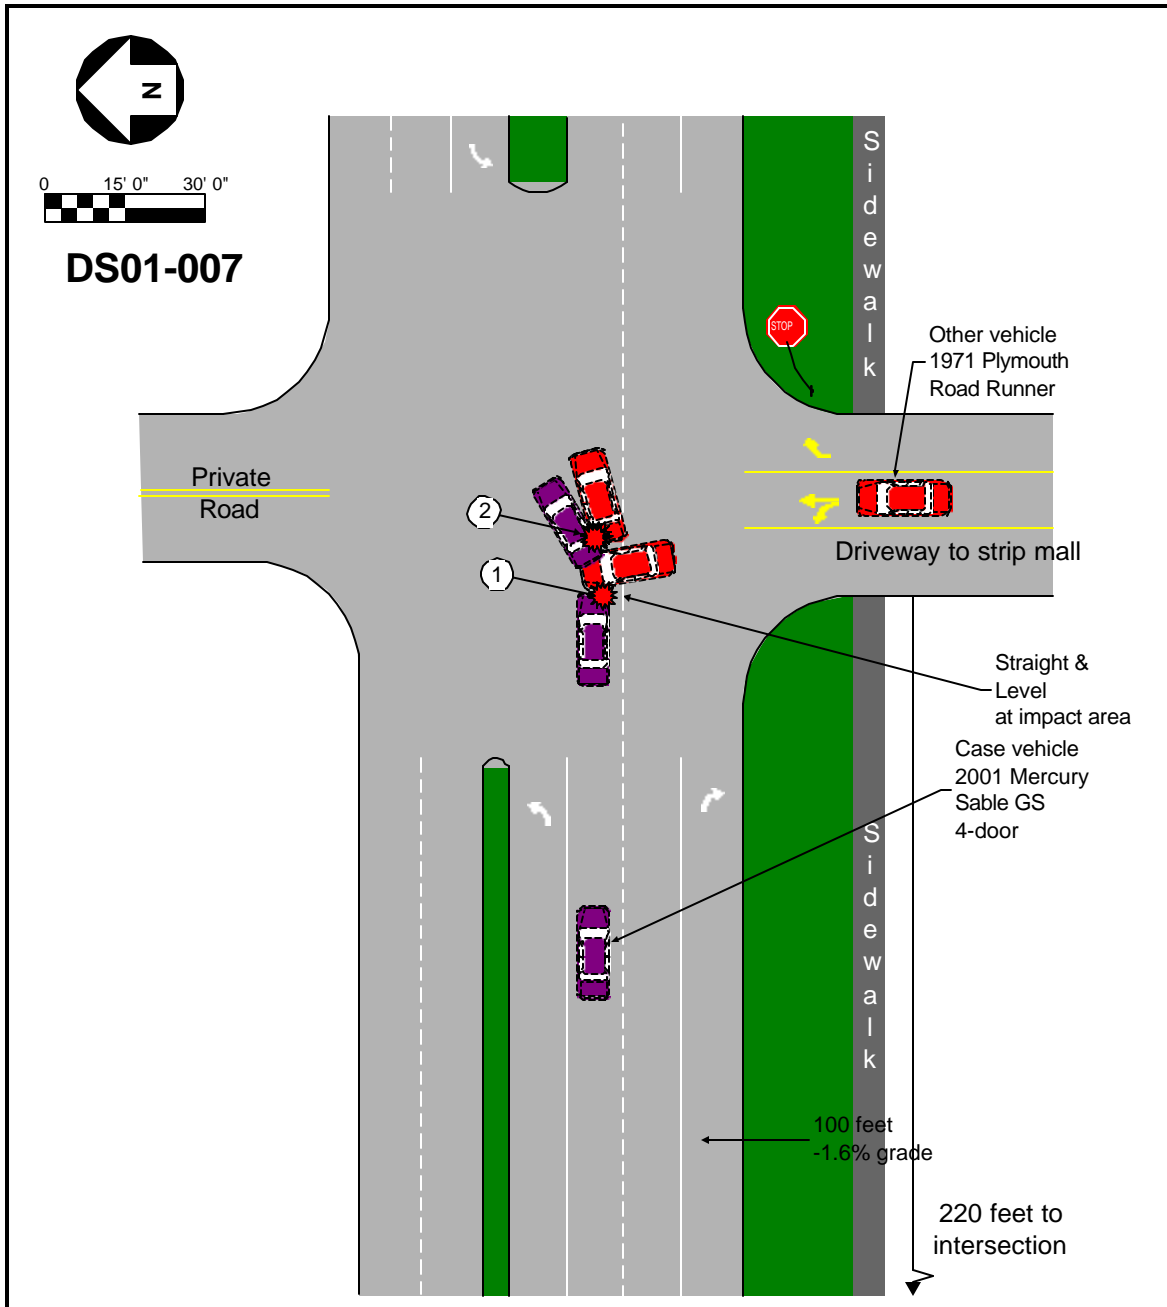 N
0 15' 0" 30' 0"
DS01-007
Sidewalk
STOP
Other vehicle
1971 Plymouth
Road Runner
Private
Road
2
1
Driveway to strip mall
Straight &
Level
at impact area
Case vehicle
2001 Mercury
Sable GS
4-door
Sidewalk
100 feet
-1.6% grade
220 feet to
intersection